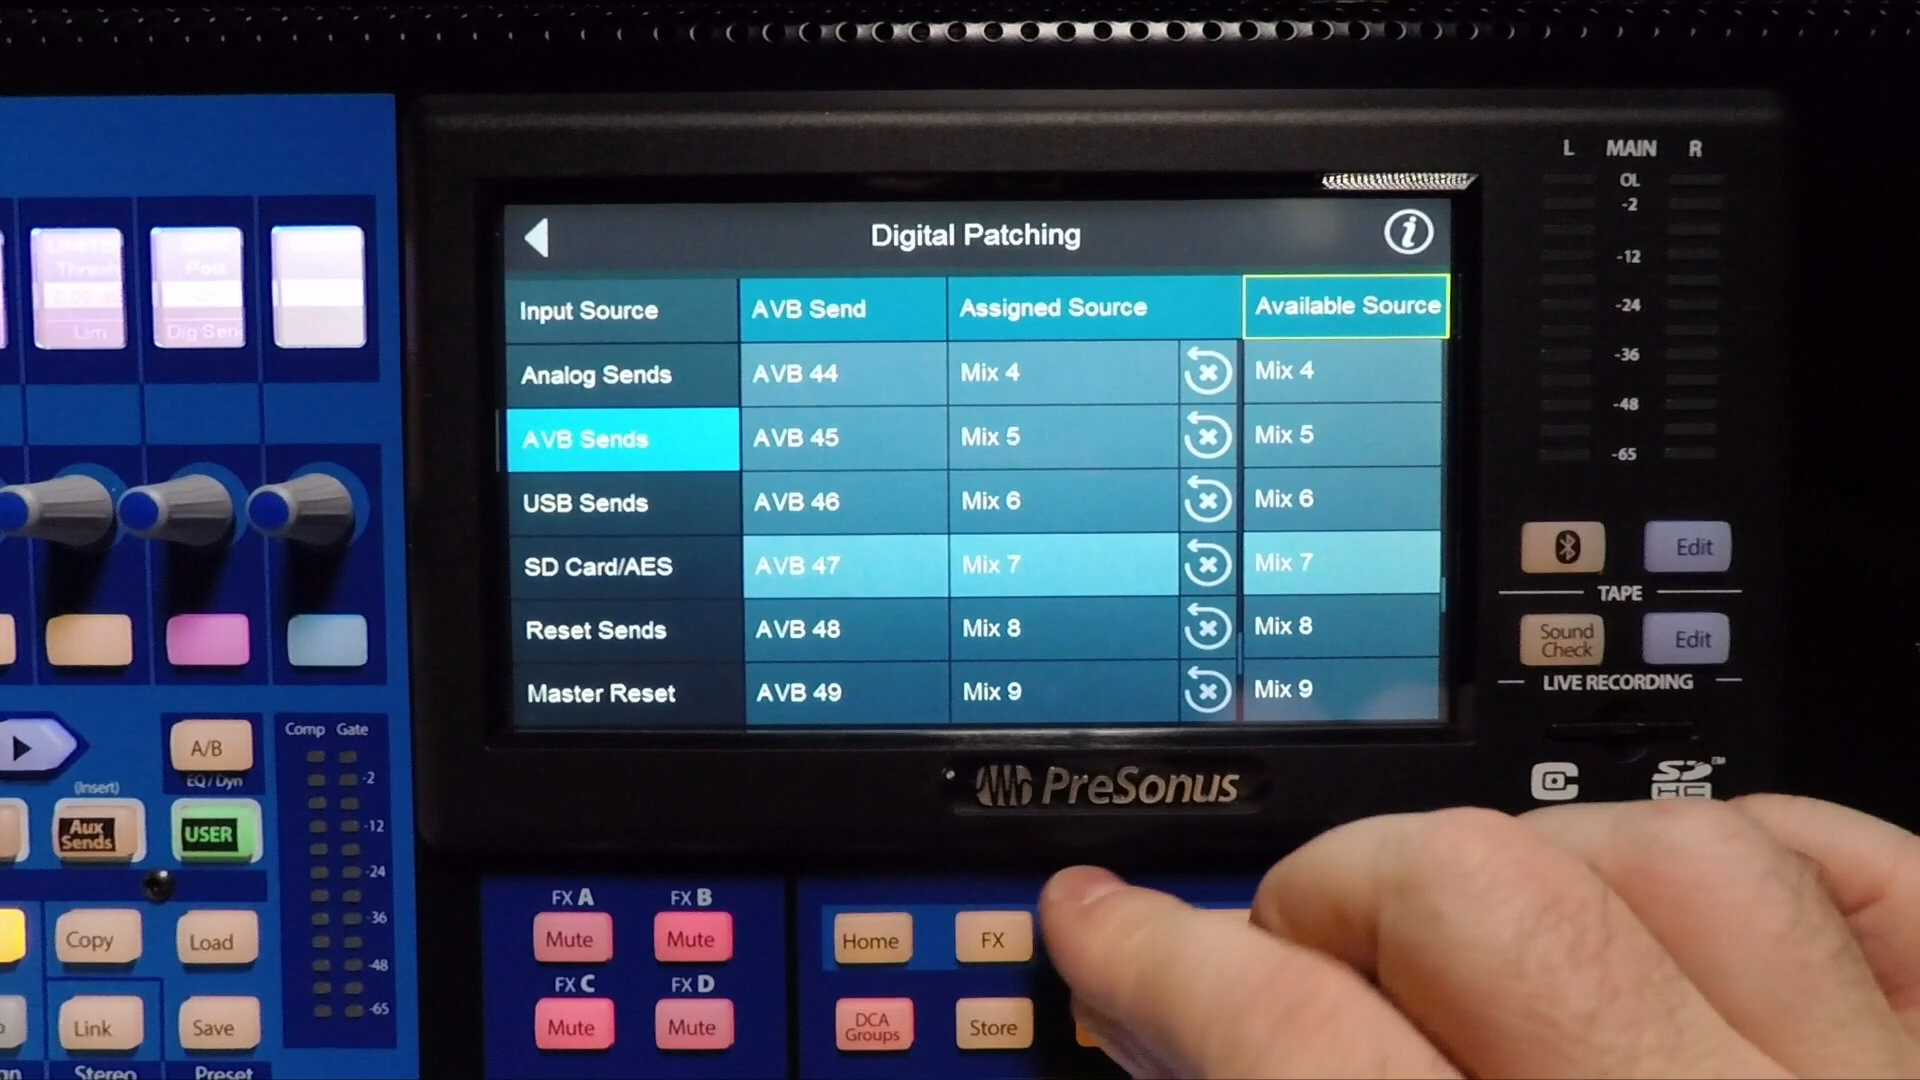 L MAIN R
OL
-2
-12
-24
-36
-48
-65
Digital Patching
Input Source AVB Send Assigned Source Available Source
Analog Sends AVB 44 Mix 4 Mix 4
AVB Sends AVB 45 Mix 5 Mix 5
USB Sends AVB 46 Mix 6 Mix 6
SD Card/AES AVB 47 Mix 7 Mix 7
Reset Sends AVB 48 Mix 8 Mix 8
Master Reset AVB 49 Mix 9 Mix 9
Lim
Dig Sen
Edit
TAPE
Sound
Check
Edit
LIVE RECORDING
PreSonus
A/B
EQ/Dyn
(Insert)
Aux
Sends
USER
Comp Gate
-2
-12
-24
-36
-48
-65
Copy
Load
Link
Save
Stereo
Preset
FX A FX B
Mute Mute
FX C FX D
Mute Mute
Home FX
DCA
Groups
Store